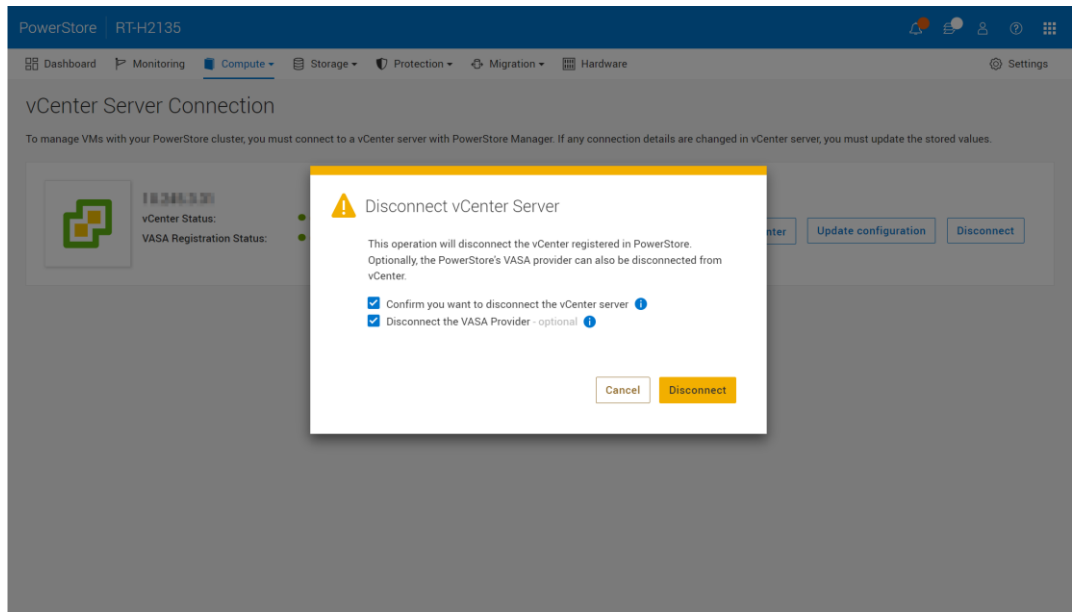 PowerStore RT-H2135
Dashboard Monitoring Compute Storage Protection Migration Hardware Settings
vCenter Server Connection
To manage VMs with your PowerStore cluster, you must connect to a vCenter server with PowerStore Manager. If any connection details are changed in vCenter server, you must update the stored values.
vCenter Status:
VASA Registration Status:
Update configuration Disconnect
Disconnect vCenter Server
This operation will disconnect the vCenter registered in PowerStore.
Optionally, the PowerStore's VASA provider can also be disconnected from
vCenter.
Confirm you want to disconnect the vCenter server
Disconnect the VASA Provider - optional
Cancel Disconnect